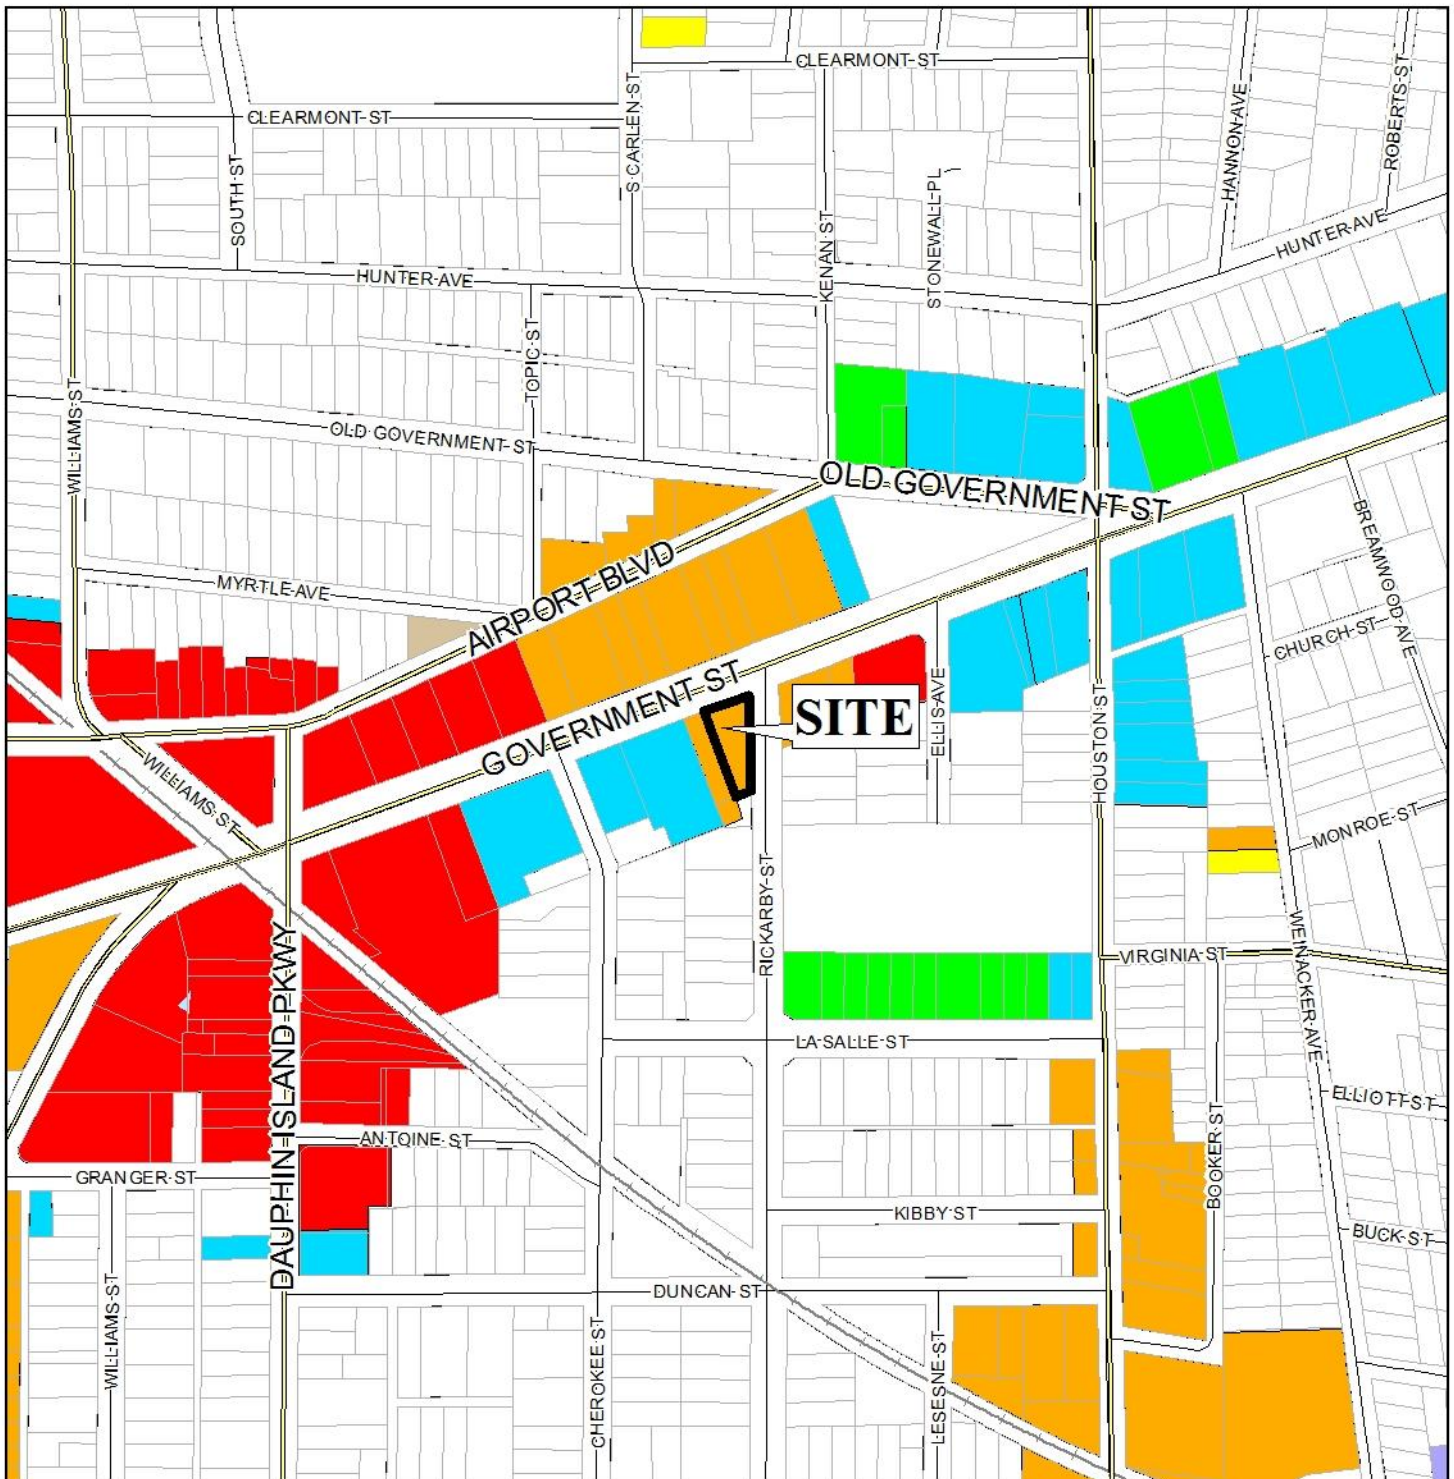 CLEARMONT ST
CLEARMONT ST
S CARLEN ST
SOUTH ST
HANNON AVE
ROBERTS ST
STONEWALL PL
KENAN ST
HUNTER AVE
HUNTER AVE
TOPIC ST
WILLIAMS ST
OLD GOVERNMENT ST
OLD GOVERNMENT ST
BREAMWOOD AVE
MYRTLE AVE
AIRPORT BLVD
CHURCH ST
GOVERNMENT ST
SITE
ELLIS AVE
HOUSTON ST
WILLIAMS ST
MONROE ST
RICKARBY ST
WEINACKER AVE
VIRGINIA ST
DAUPHIN ISLAND PKWY
LA SALLE ST
ELLIOTT ST
ANTOINE ST
BOOKER ST
GRANGER ST
KIBBY ST
BUCK ST
DUNCAN ST
WILLIAMS ST
CHEROKEE ST
LESESNE ST